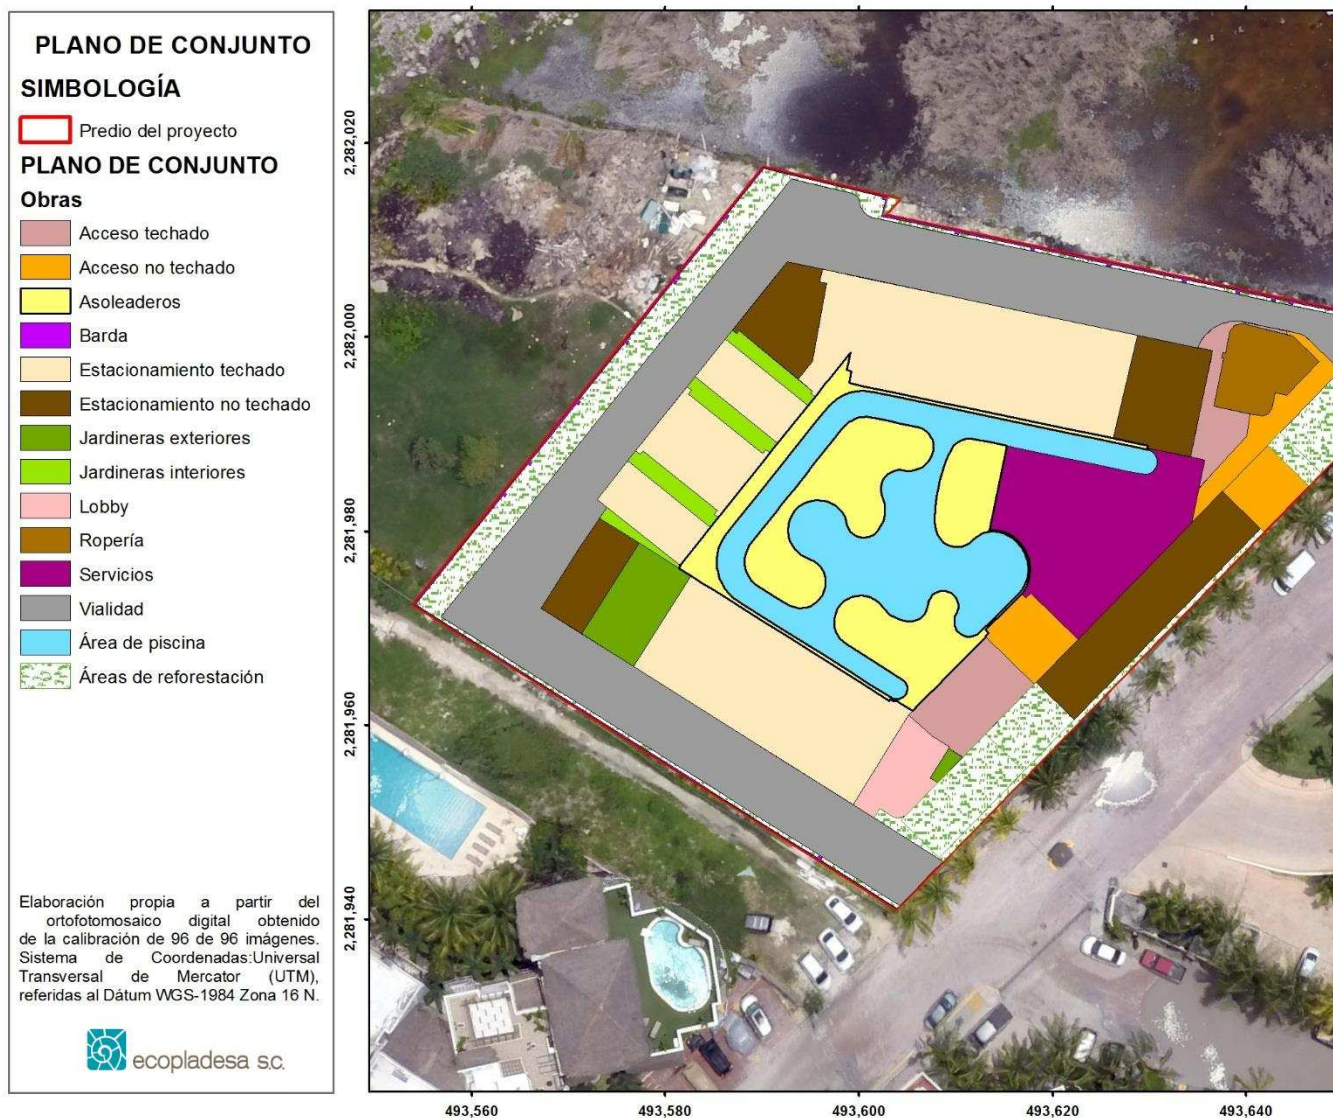 PLANO DE CONJUNTO
SIMBOLOGÍA
Predio del proyecto
PLANO DE CONJUNTO
Obras
Acceso techado
Acceso no techado
Asoleaderos
Barda
Estacionamiento techado
Estacionamiento no techado
Jardineras exteriores
Jardineras interiores
Lobby
Ropería
Servicios
Vialidad
Área de piscina
Áreas de reforestación
Elaboración propia a partir del
ortofotomosaico digital obtenido
de la calibración de 96 de 96 imágenes.
Sistema de Coordenadas:Universal
Transversal de Mercator (UTM),
referidas al Dátum WGS-1984 Zona 16 N.
ecopladesa s.c.
2,282,020
2,282,000
2,281,980
2,281,960
2,281,940
493,560
493,580
493,600
493,620
493,640